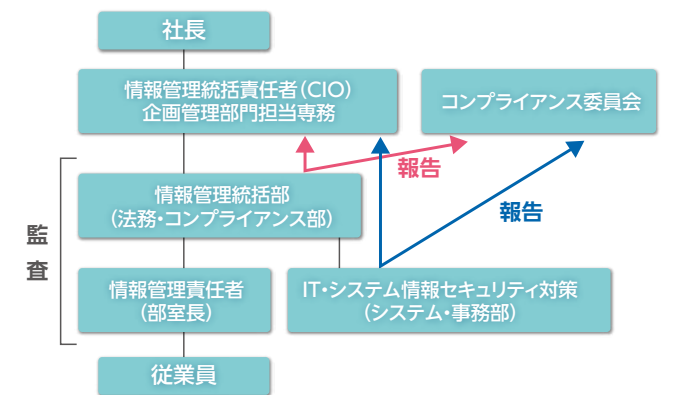 社長
情報管理統括責任者(CIO)
企画管理部門担当専務
コンプライアンス委員会
報告
情報管理統括部
(法務・コンプライアンス部)
報告
監査
情報管理責任者
(部室長)
IT・システム情報セキュリティ対策
(システム・事務部)
従業員